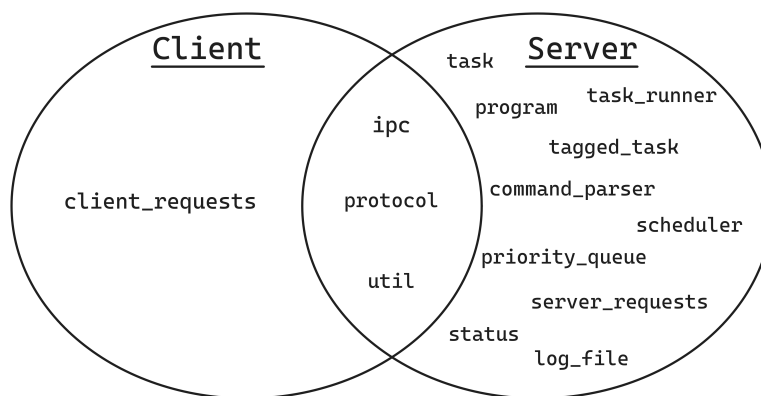 Client
Server
task
task_runner
program
ipc
tagged_task
command_parser
client_requests
protocol
scheduler
priority_queue
util
server_requests
status
log_file